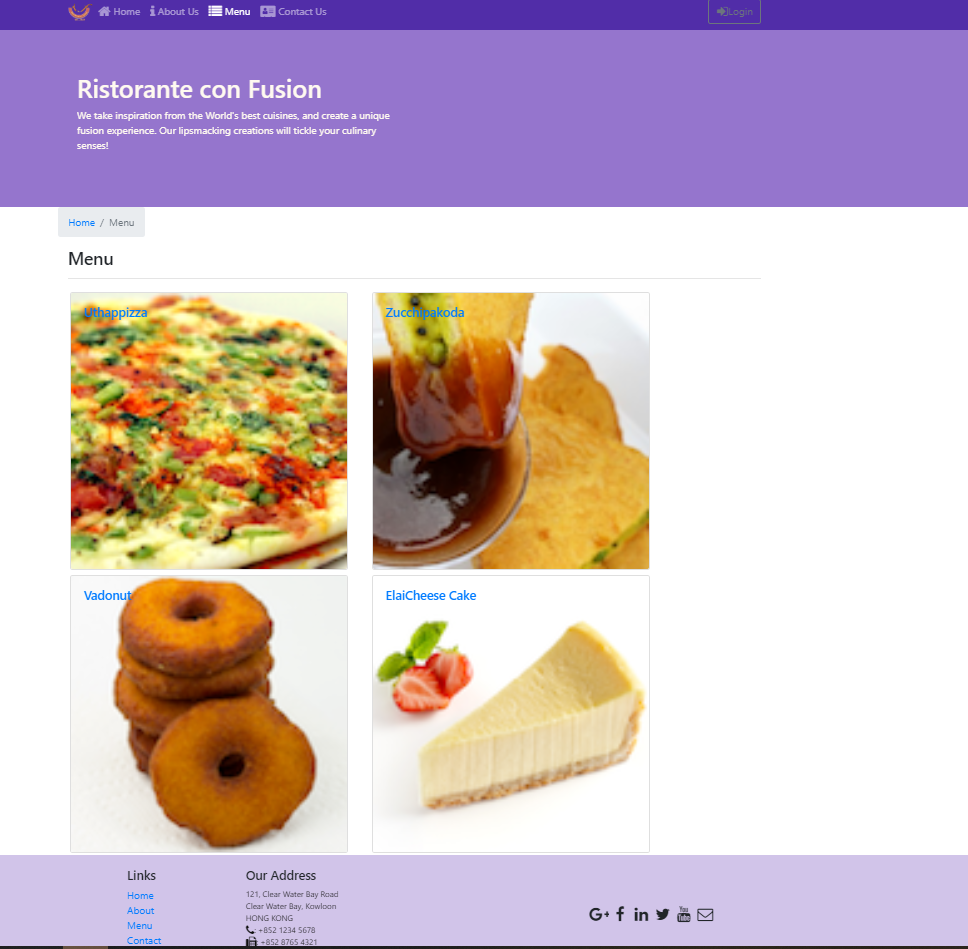 Home About Us Menu Contact Us Login
Ristorante con Fusion
We take inspiration from the World's best cuisines, and create a unique
fusion experience. Our lipsmacking creations will tickle your culinary
senses!
Home / Menu
Menu
Uthappizza
Zucchipakoda
Vadonut
ElaiCheese Cake
Links
Home
About
Menu
Contact
Our Address
121, Clear Water Bay Road
Clear Water Bay, Kowloon
HONG KONG
: +852 1234 5678
: +852 8765 4321
G+ f in You Tube